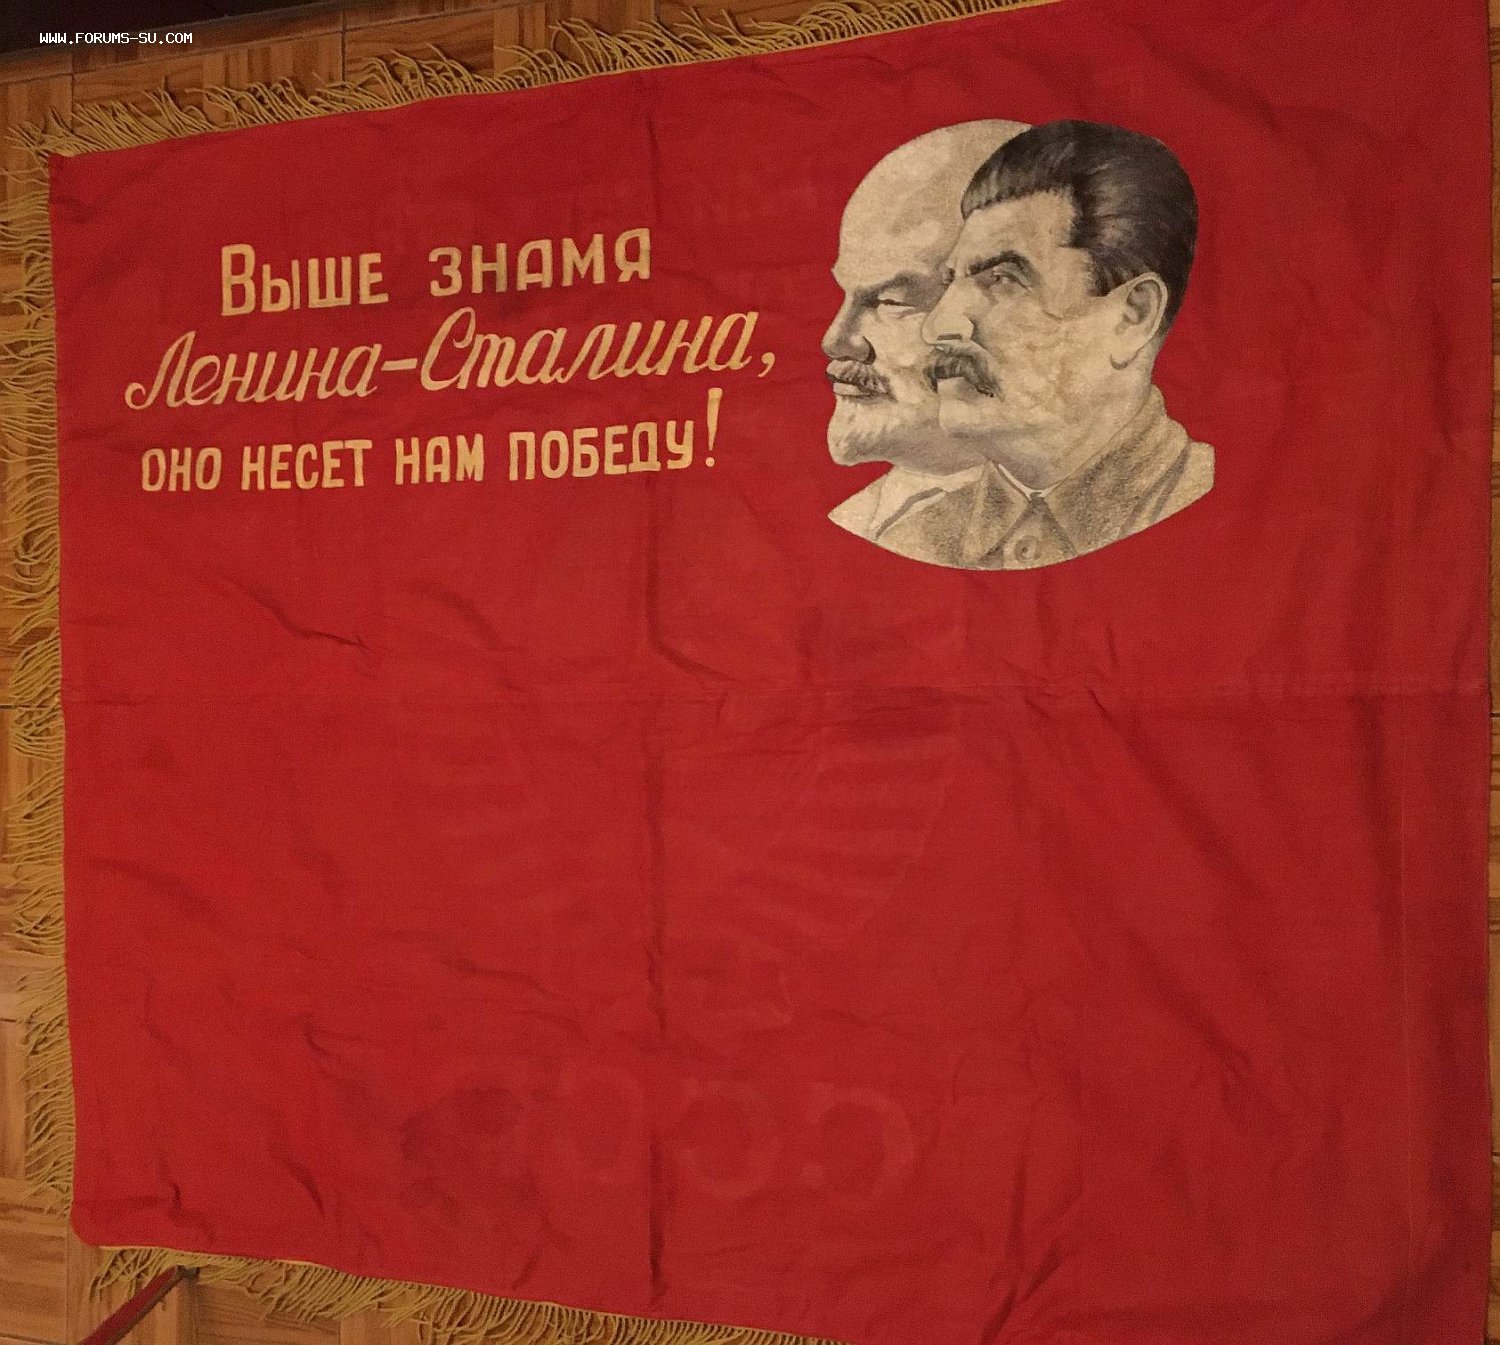 WWW.FORUMS-SU.COM
Выше знамя
Ленина-Сталина,
оно несет нам победу!